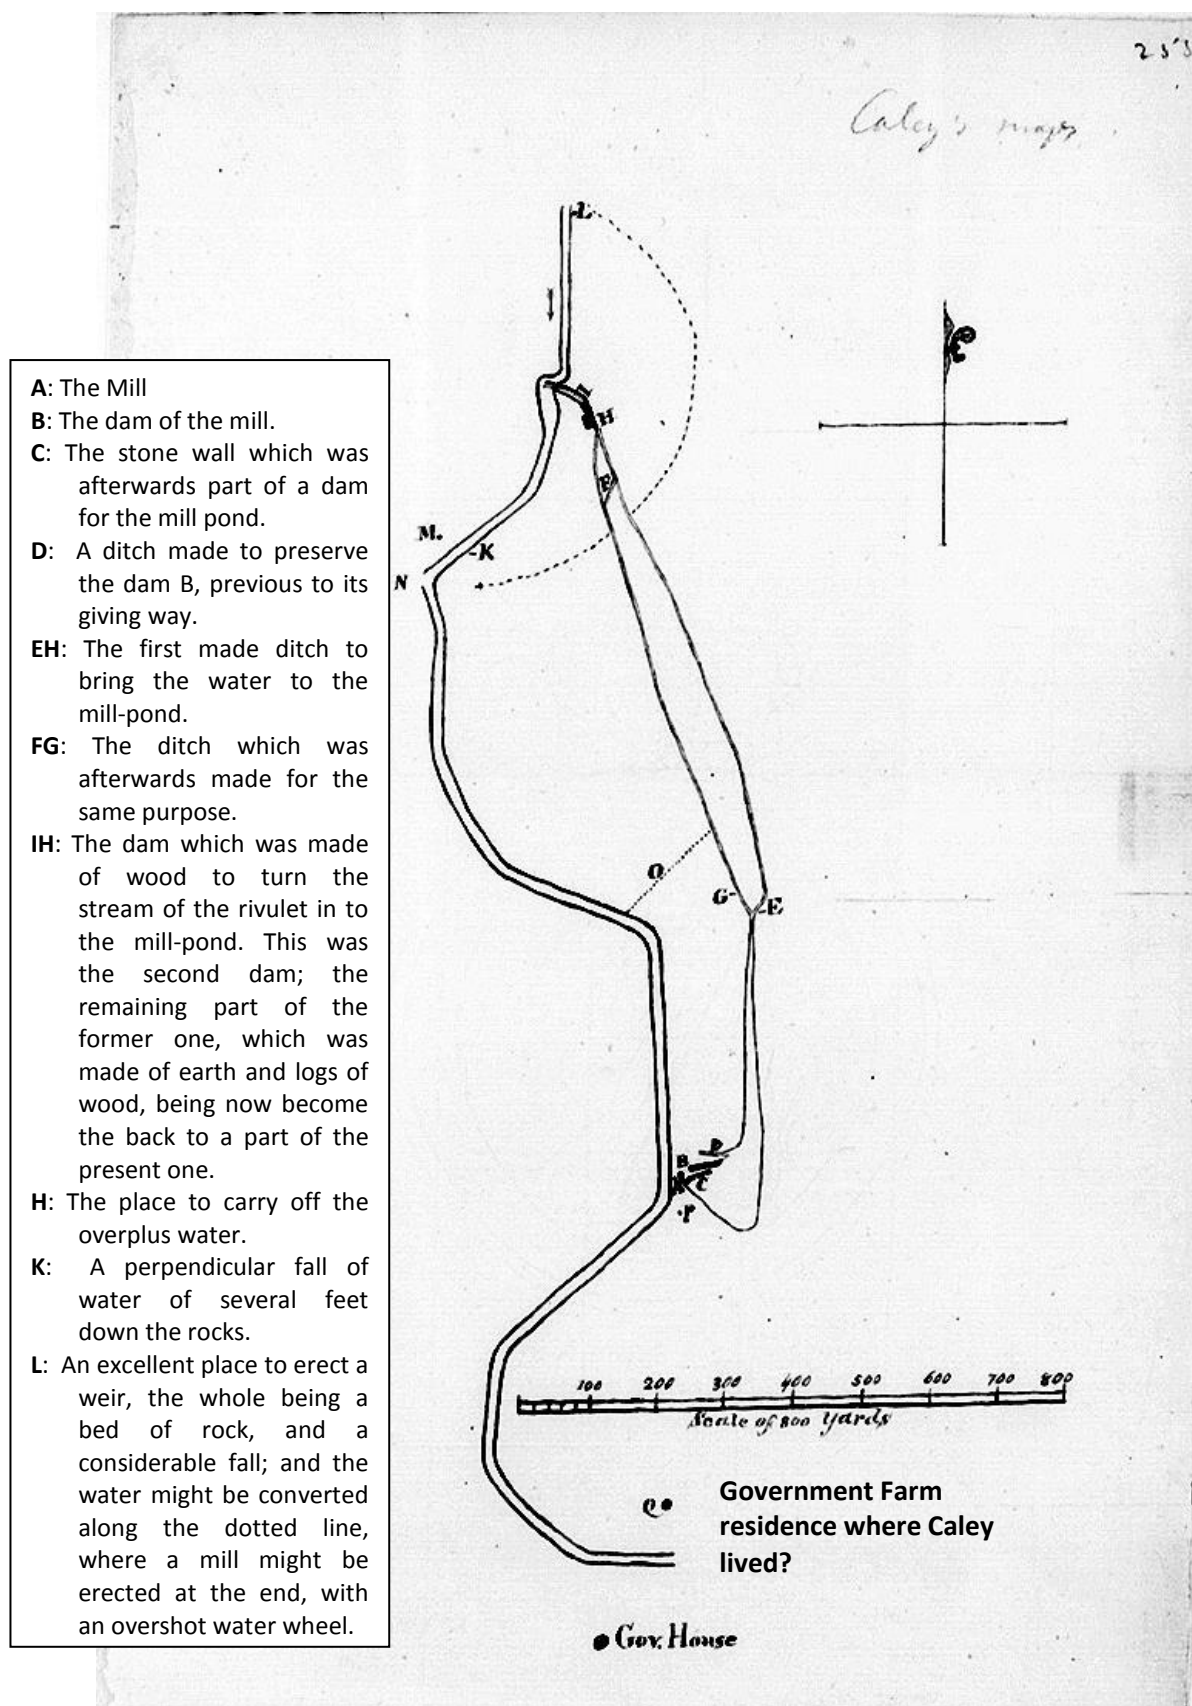 255
Caley's maps
L
H
F
M.
K
N
A: The Mill
B: The dam of the mill.
C: The stone wall which was
afterwards part of a dam
for the mill pond.
D: A ditch made to preserve
the dam B, previous to its
giving way.
EH: The first made ditch to
bring the water to the
mill-pond.
FG: The ditch which was
afterwards made for the
same purpose.
IH: The dam which was made
of wood to turn the
stream of the rivulet in to
the mill-pond. This was
the second dam; the
remaining part of the
former one, which was
made of earth and logs of
wood, being now become
the back to a part of the
present one.
H: The place to carry off the
overplus water.
K: A perpendicular fall of
water of several feet
down the rocks.
L: An excellent place to erect a
weir, the whole being a
bed of rock, and a
considerable fall; and the
water might be converted
along the dotted line,
where a mill might be
erected at the end, with
an overshot water wheel.
O
G
E
D
B
C
P
100 200 300 400 500 600 700 800
Scale of 800 Yards
Q
Government Farm
residence where Caley
lived?
Gov. House